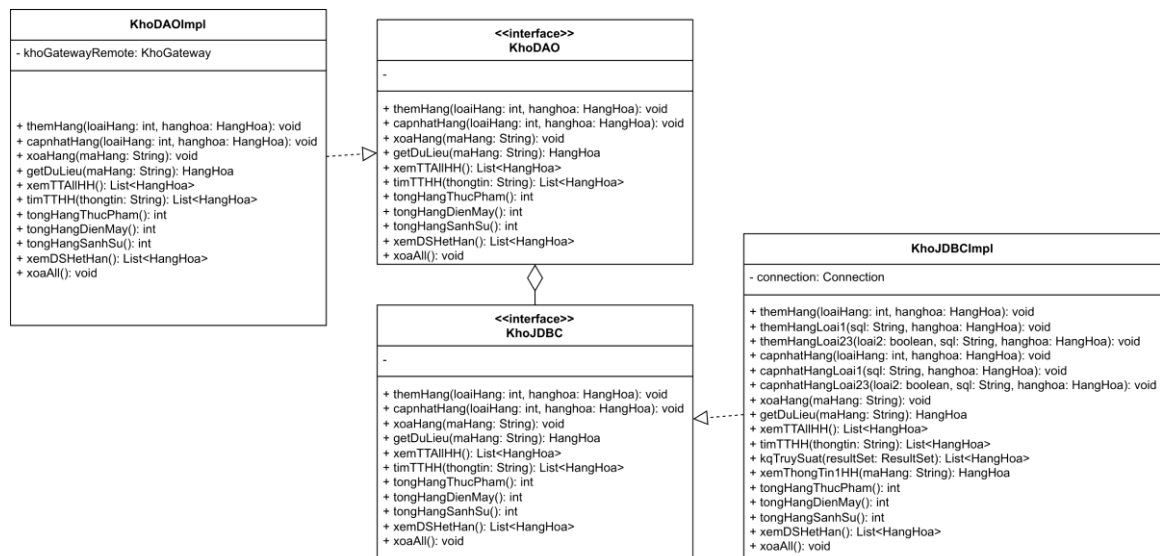 KhoDAOImpl
- khoGatewayRemote: KhoGateway
+ themHang(loaiHang: int, hanghoa: HangHoa): void
+ capnhatHang(loaiHang: int, hanghoa: HangHoa): void
+ xoaHang(maHang: String): void
+ getDuLieu(maHang: String): HangHoa
+ xemTTAllHH(): List<HangHoa>
+ timTTHH(thongtin: String): List<HangHoa>
+ tongHangThucPham(): int
+ tongHangDienMay(): int
+ tongHangSanhSu(): int
+ xemDSHetHan(): List<HangHoa>
+ xoaAll(): void
<<interface>>
KhoDAO
-
+ themHang(loaiHang: int, hanghoa: HangHoa): void
+ capnhatHang(loaiHang: int, hanghoa: HangHoa): void
+ xoaHang(maHang: String): void
+ getDuLieu(maHang: String): HangHoa
+ xemTTAllHH(): List<HangHoa>
+ timTTHH(thongtin: String): List<HangHoa>
+ tongHangThucPham(): int
+ tongHangDienMay(): int
+ tongHangSanhSu(): int
+ xemDSHetHan(): List<HangHoa>
+ xoaAll(): void
<<interface>>
KhoJDBC
-
+ themHang(loaiHang: int, hanghoa: HangHoa): void
+ capnhatHang(loaiHang: int, hanghoa: HangHoa): void
+ xoaHang(maHang: String): void
+ getDuLieu(maHang: String): HangHoa
+ xemTTAllHH(): List<HangHoa>
+ timTTHH(thongtin: String): List<HangHoa>
+ tongHangThucPham(): int
+ tongHangDienMay(): int
+ tongHangSanhSu(): int
+ xemDSHetHan(): List<HangHoa>
+ xoaAll(): void
KhoJDBCImpl
- connection: Connection
+ themHang(loaiHang: int, hanghoa: HangHoa): void
+ themHangLoai1(sql: String, hanghoa: HangHoa): void
+ themHangLoai23(loai2: boolean, sql: String, hanghoa: HangHoa): void
+ capnhatHang(loaiHang: int, hanghoa: HangHoa): void
+ capnhatHangLoai1(sql: String, hanghoa: HangHoa): void
+ capnhatHangLoai23(loai2: boolean, sql: String, hanghoa: HangHoa): void
+ xoaHang(maHang: String): void
+ getDuLieu(maHang: String): HangHoa
+ xemTTAllHH(): List<HangHoa>
+ timTTHH(thongtin: String): List<HangHoa>
+ kqTruySuat(resultSet: ResultSet): List<HangHoa>
+ xemThongTin1HH(maHang: String): HangHoa
+ tongHangThucPham(): int
+ tongHangDienMay(): int
+ tongHangSanhSu(): int
+ xemDSHetHan(): List<HangHoa>
+ xoaAll(): void